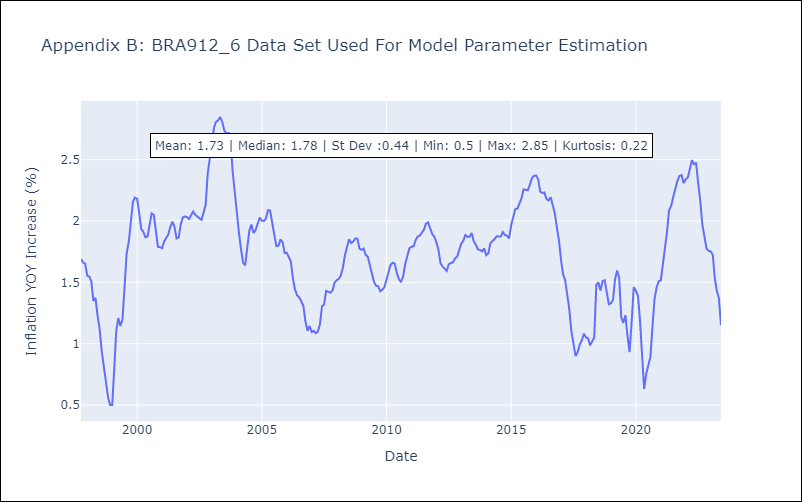 Appendix B: BRA912_6 Data Set Used For Model Parameter Estimation
Mean: 1.73 | Median: 1.78 | St Dev :0.44 | Min: 0.5 | Max: 2.85 | Kurtosis: 0.22
Inflation YOY Increase (%)
2.5
2
1.5
1
0.5
2000
2005
2010
2015
2020
Date